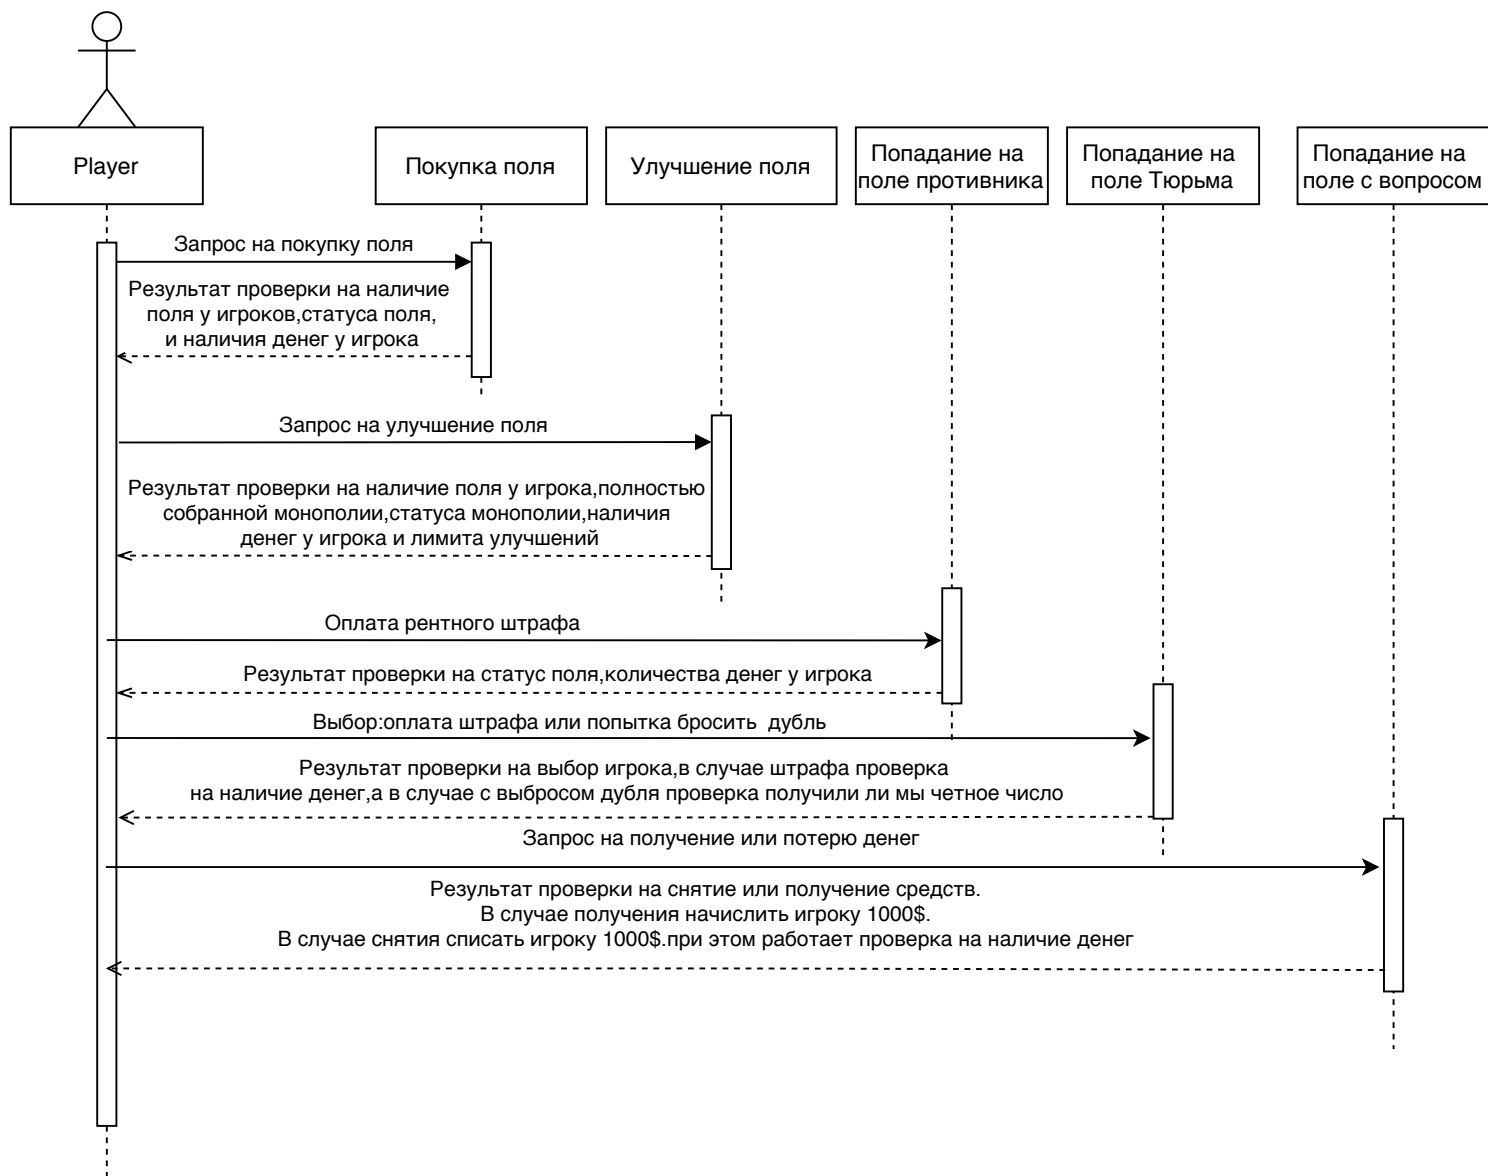 Player
Покупка поля
Улучшение поля
Попадание на
поле противника
Попадание на
поле Тюрьма
Попадание на
поле с вопросом
Запрос на покупку поля
Результат проверки на наличие
поля у игроков,статуса поля,
и наличия денег у игрока
Запрос на улучшение поля
Результат проверки на наличие поля у игрока,полностью
собранной монополии,статуса монополии,наличия
денег у игрока и лимита улучшений
Оплата рентного штрафа
Результат проверки на статус поля,количества денег у игрока
Выбор:оплата штрафа или попытка бросить  дубль
Результат проверки на выбор игрока,в случае штрафа проверка
на наличие денег,а в случае с выбросом дубля проверка получили ли мы четное число
Запрос на получение или потерю денег
Результат проверки на снятие или получение средств.
В случае получения начислить игроку 1000$.
В случае снятия списать игроку 1000$.при этом работает проверка на наличие денег